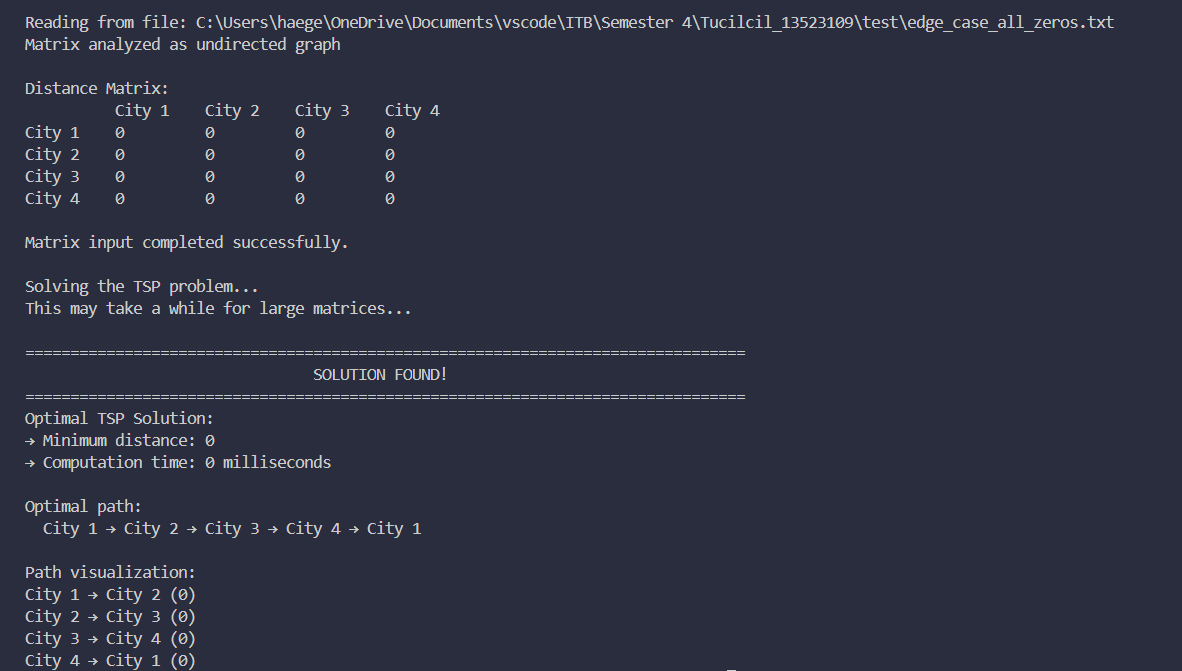 Reading from file: C:\Users\haege\OneDrive\Documents\vscode\ITB\Semester 4\Tucilcil_13523109\test\edge_case_all_zeros.txt
Matrix analyzed as undirected graph
Distance Matrix:
City 1 City 2 City 3 City 4
City 1 0 0 0 0
City 2 0 0 0 0
City 3 0 0 0 0
City 4 0 0 0 0
Matrix input completed successfully.
Solving the TSP problem...
This may take a while for large matrices...
================================================================================
SOLUTION FOUND!
================================================================================
Optimal TSP Solution:
→ Minimum distance: 0
→ Computation time: 0 milliseconds
Optimal path:
City 1 → City 2 → City 3 → City 4 → City 1
Path visualization:
City 1 → City 2 (0)
City 2 → City 3 (0)
City 3 → City 4 (0)
City 4 → City 1 (0)